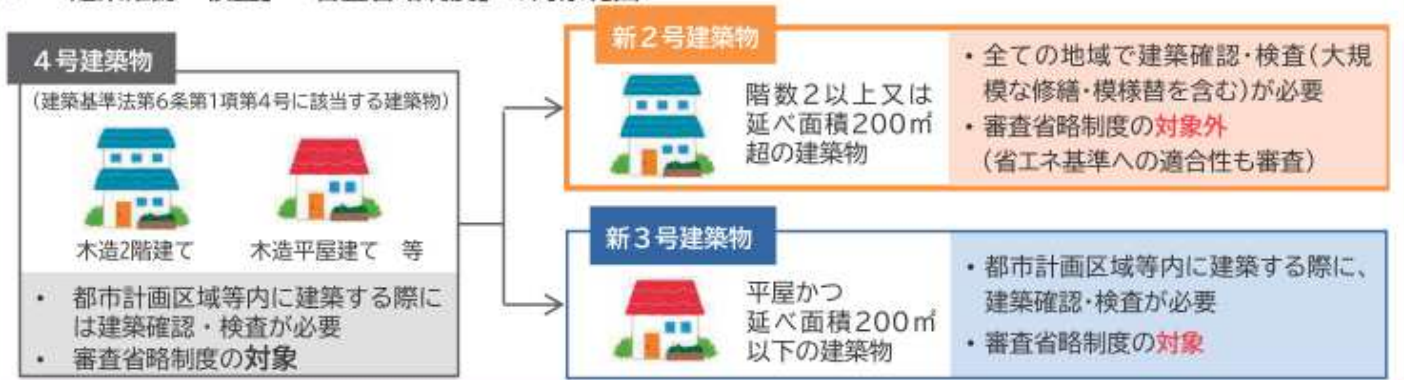 4号建築物
(建築基準法第6条第1項第4号に該当する建築物)
木造2階建て
木造平屋建て 等
・ 都市計画区域等内に建築する際に
は建築確認・検査が必要
・ 審査省略制度の対象
新2号建築物
階数2以上又は
延べ面積200㎡
超の建築物
・全ての地域で建築確認・検査(大規
模な修繕・模様替を含む)が必要
・審査省略制度の対象外
(省エネ基準への適合性も審査)
新3号建築物
平屋かつ
延べ面積200㎡
以下の建築物
・都市計画区域等内に建築する際に、
建築確認・検査が必要
・審査省略制度の対象